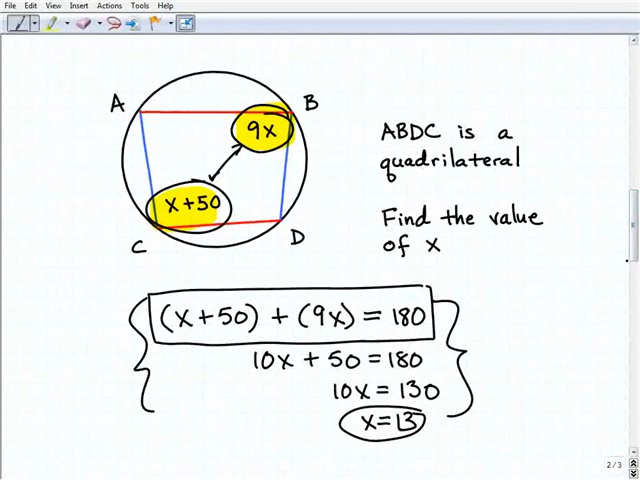 File Edit View Insert Actions Tools Help
A
B
9x
x+50
C
D
ABDC is a
quadrilateral
Find the value
of x
(x+50) + (9x) = 180
10x + 50 = 180
10x = 130
x=13
2/3